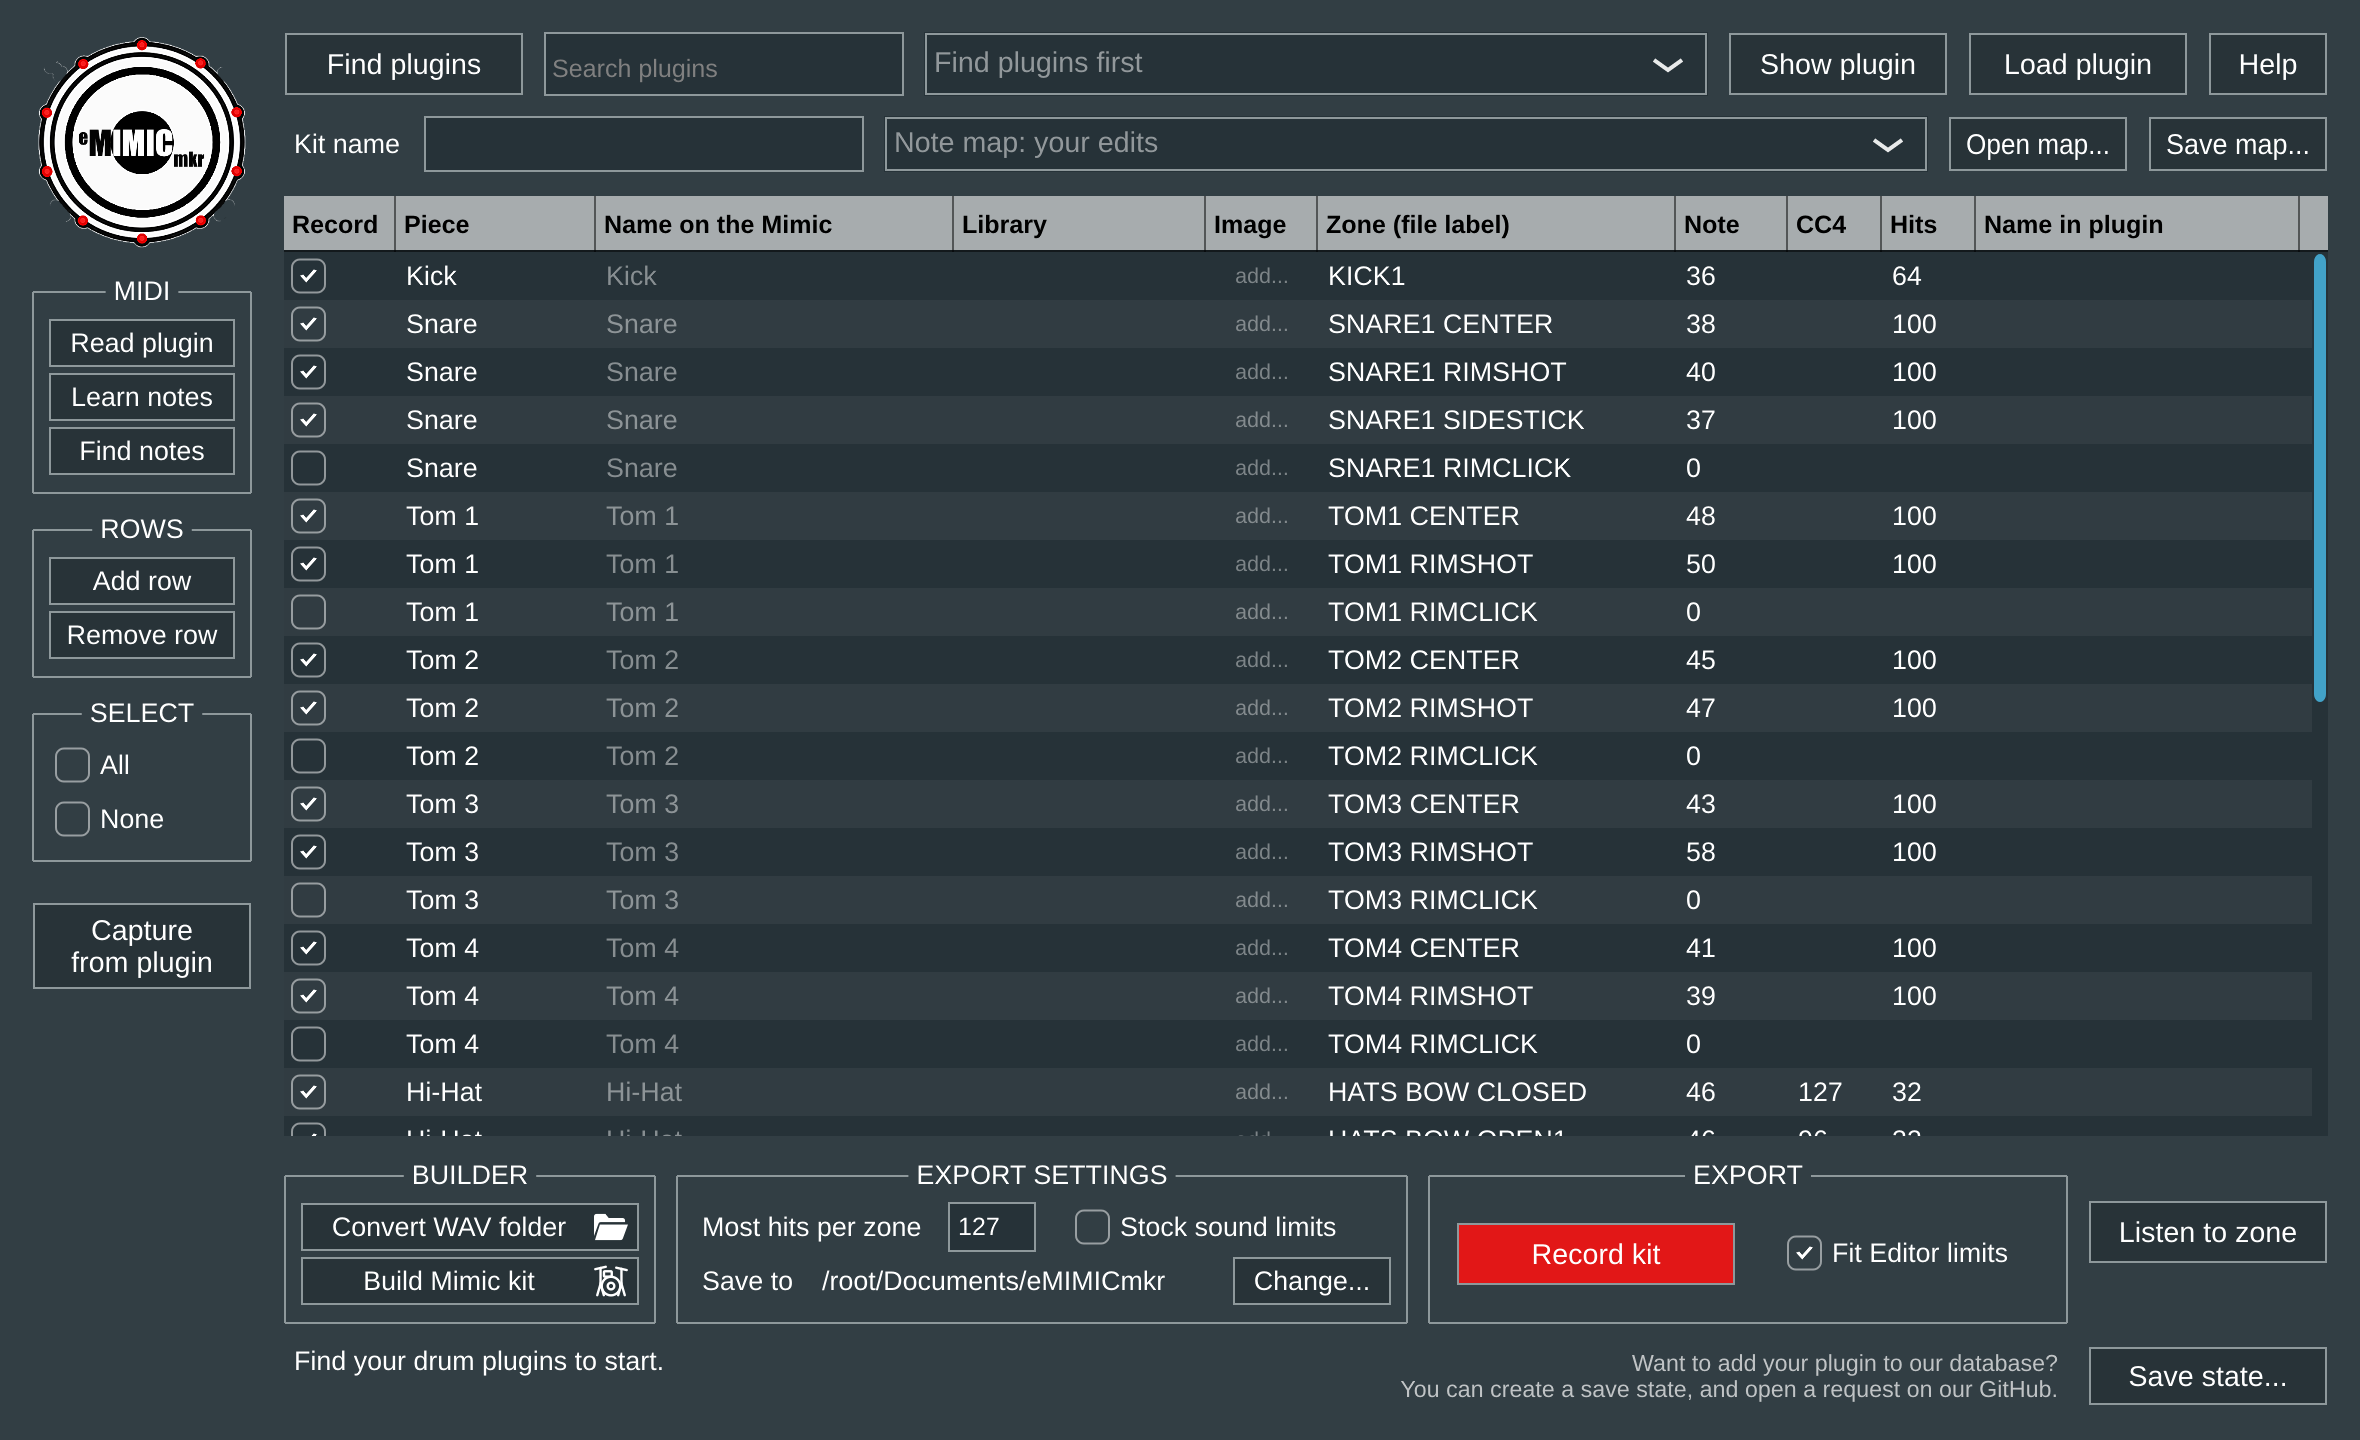 eMIMICmkr
Find plugins
Search plugins
Find plugins first
Show plugin
Load plugin
Help
Kit name
Note map: your edits
Open map...
Save map...
MIDI
Read plugin
Learn notes
Find notes
ROWS
Add row
Remove row
SELECT
All
None
Capture
from plugin
Record Piece Name on the Mimic Library Image Zone (file label) Note CC4 Hits Name in plugin
Kick Kick add... KICK1 36 64
Snare Snare add... SNARE1 CENTER 38 100
Snare Snare add... SNARE1 RIMSHOT 40 100
Snare Snare add... SNARE1 SIDESTICK 37 100
Snare Snare add... SNARE1 RIMCLICK 0
Tom 1 Tom 1 add... TOM1 CENTER 48 100
Tom 1 Tom 1 add... TOM1 RIMSHOT 50 100
Tom 1 Tom 1 add... TOM1 RIMCLICK 0
Tom 2 Tom 2 add... TOM2 CENTER 45 100
Tom 2 Tom 2 add... TOM2 RIMSHOT 47 100
Tom 2 Tom 2 add... TOM2 RIMCLICK 0
Tom 3 Tom 3 add... TOM3 CENTER 43 100
Tom 3 Tom 3 add... TOM3 RIMSHOT 58 100
Tom 3 Tom 3 add... TOM3 RIMCLICK 0
Tom 4 Tom 4 add... TOM4 CENTER 41 100
Tom 4 Tom 4 add... TOM4 RIMSHOT 39 100
Tom 4 Tom 4 add... TOM4 RIMCLICK 0
Hi-Hat Hi-Hat add... HATS BOW CLOSED 46 127 32
Hi-Hat Hi-Hat add... HATS BOW OPEN1 46 96
BUILDER
Convert WAV folder
Build Mimic kit
EXPORT SETTINGS
Most hits per zone 127 Stock sound limits
Save to /root/Documents/eMIMICmkr Change...
EXPORT
Record kit Fit Editor limits
Listen to zone
Find your drum plugins to start.
Want to add your plugin to our database?
You can create a save state, and open a request on our GitHub.
Save state...